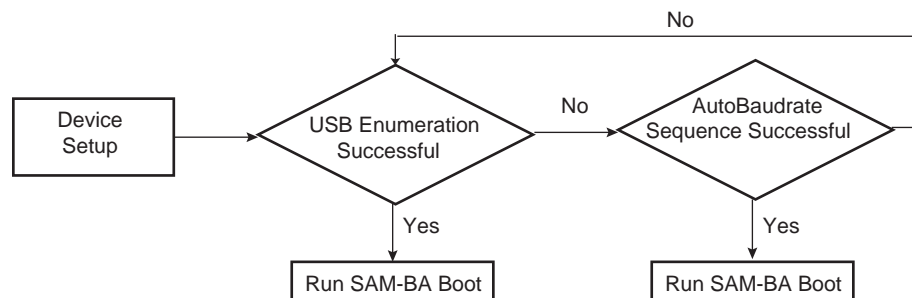 No
Device
Setup
USB Enumeration
Successful
No
AutoBaudrate
Sequence Successful
Yes
Yes
Run SAM-BA Boot
Run SAM-BA Boot